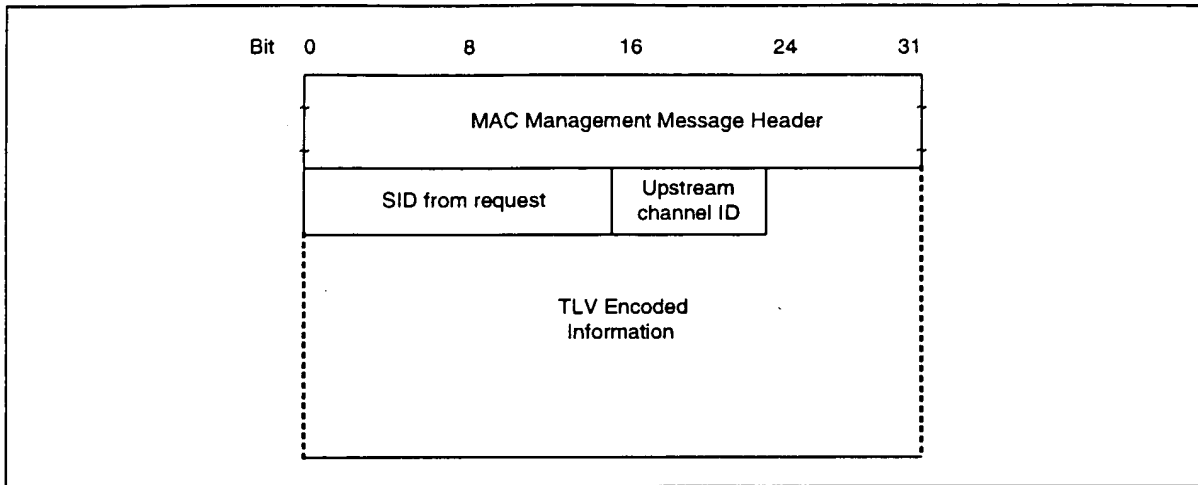 Bit 0 8 16 24 31
MAC Management Message Header
SID from request
Upstream
channel ID
TLV Encoded
Information